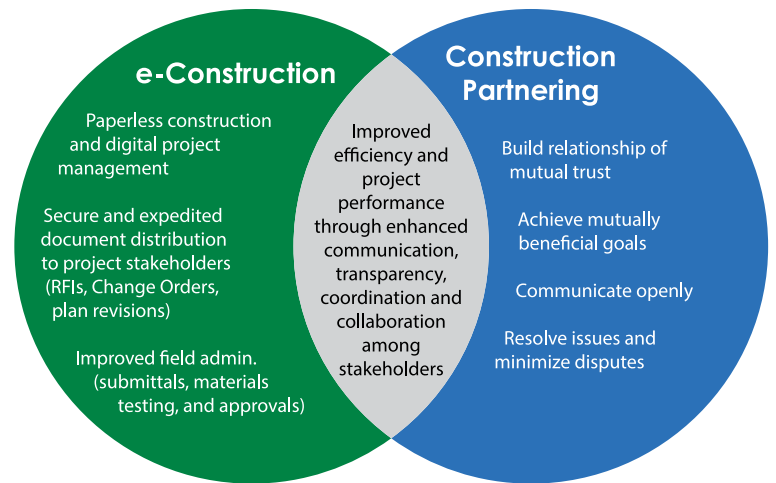 e-Construction
Paperless construction
and digital project
management
Secure and expedited
document distribution
to project stakeholders
(RFIs, Change Orders,
plan revisions)
Improved field admin.
(submittals, materials
testing, and approvals)
Improved
efficiency and
project
performance
through enhanced
communication,
transparency,
coordination and
collaboration
among
stakeholders
Construction
Partnering
Build relationship of
mutual trust
Achieve mutually
beneficial goals
Communicate openly
Resolve issues and
minimize disputes